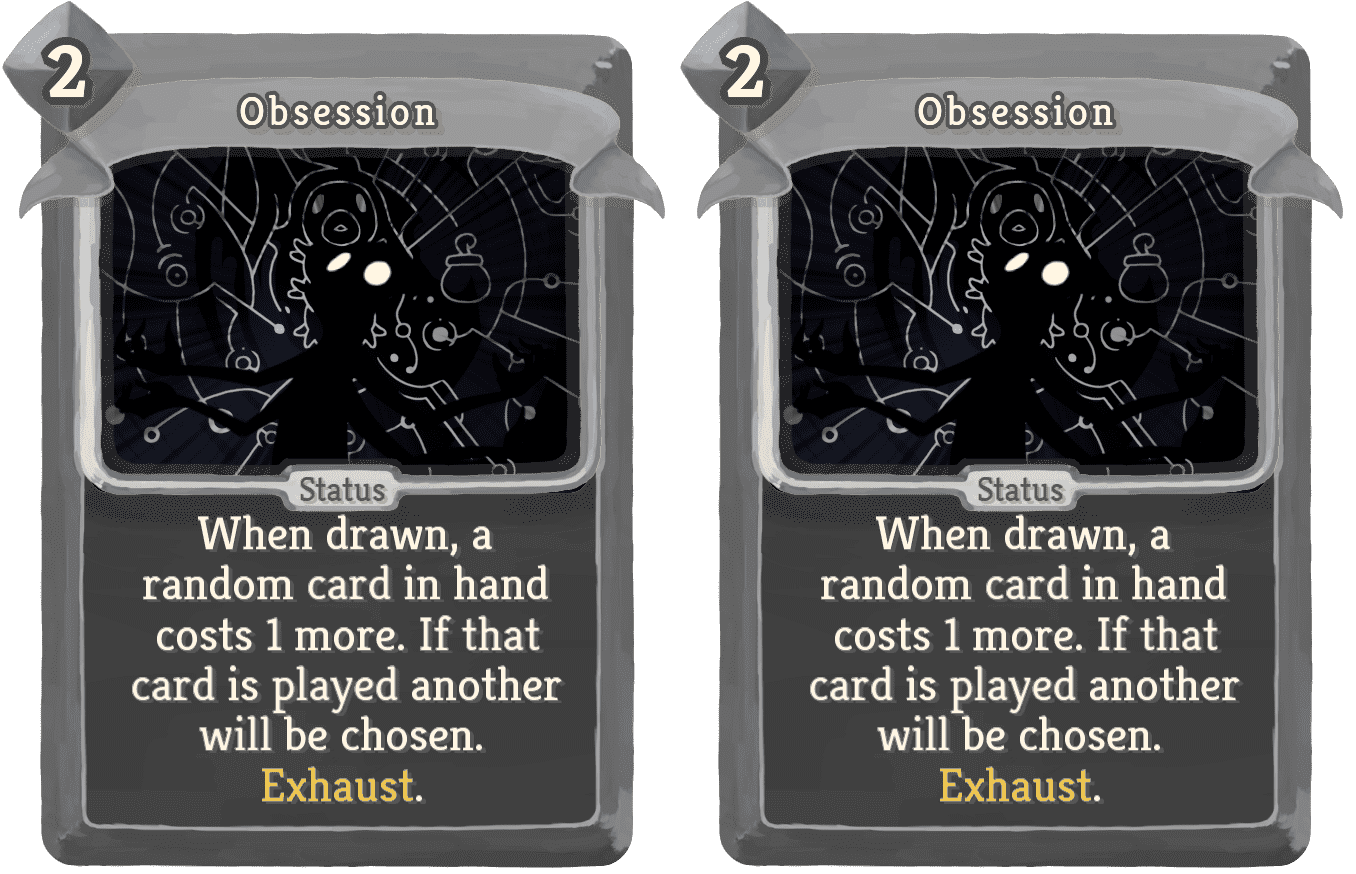 2
Obsession
Status
When drawn, a
random card in hand
costs 1 more. If that
card is played another
will be chosen.
Exhaust.
2
Obsession
Status
When drawn, a
random card in hand
costs 1 more. If that
card is played another
will be chosen.
Exhaust.